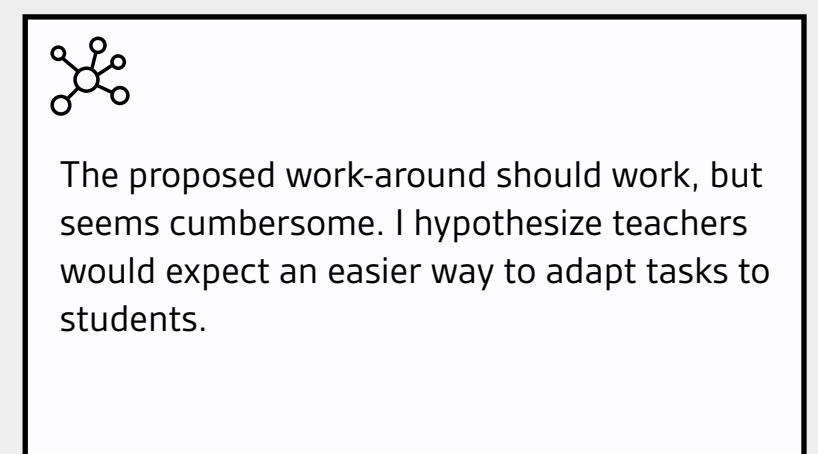 The proposed work-around should work, but
seems cumbersome. I hypothesize teachers
would expect an easier way to adapt tasks to
students.